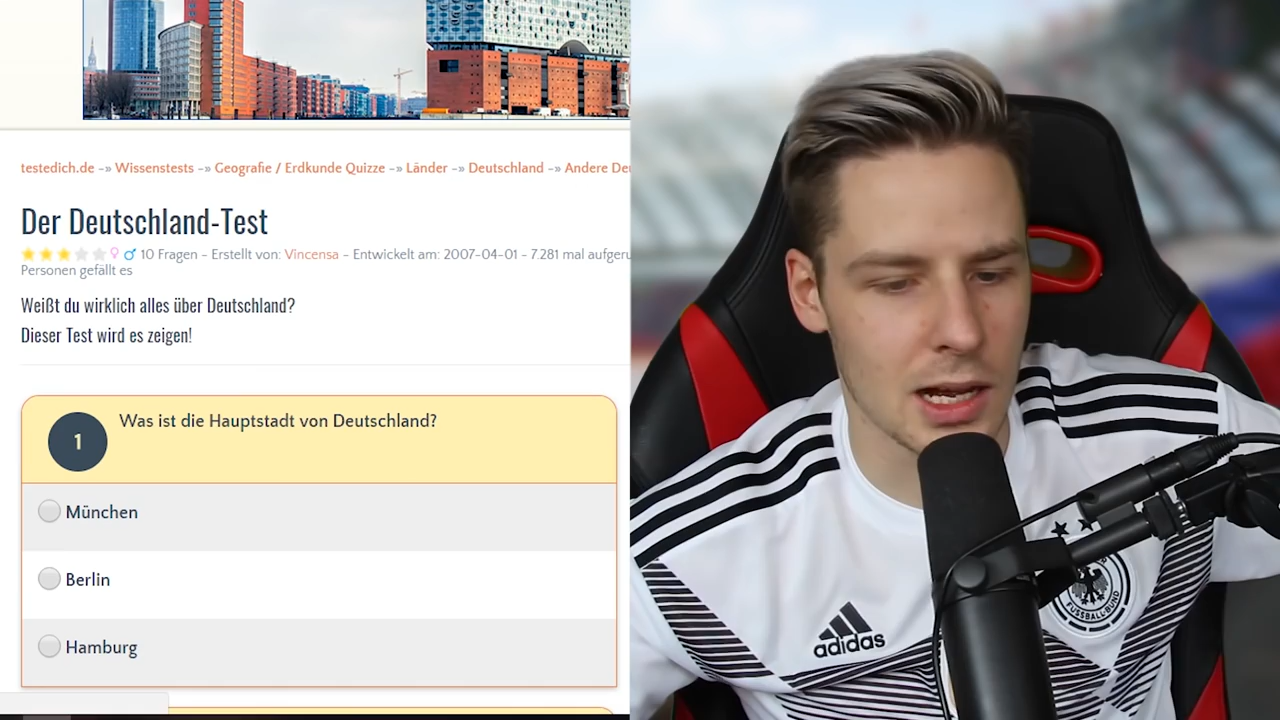 testedich.de -» Wissenstests -» Geografie / Erdkunde Quizze -» Länder -» Deutschland -» Andere
Der Deutschland-Test
10 Fragen - Erstellt von: Vincensa - Entwickelt am: 2007-04-01 - 7.281 mal
Personen gefällt es
Weißt du wirklich alles über Deutschland?
Dieser Test wird es zeigen!
1 Was ist die Hauptstadt von Deutschland?
München
Berlin
Hamburg
adidas
FUSSBALL-BUND